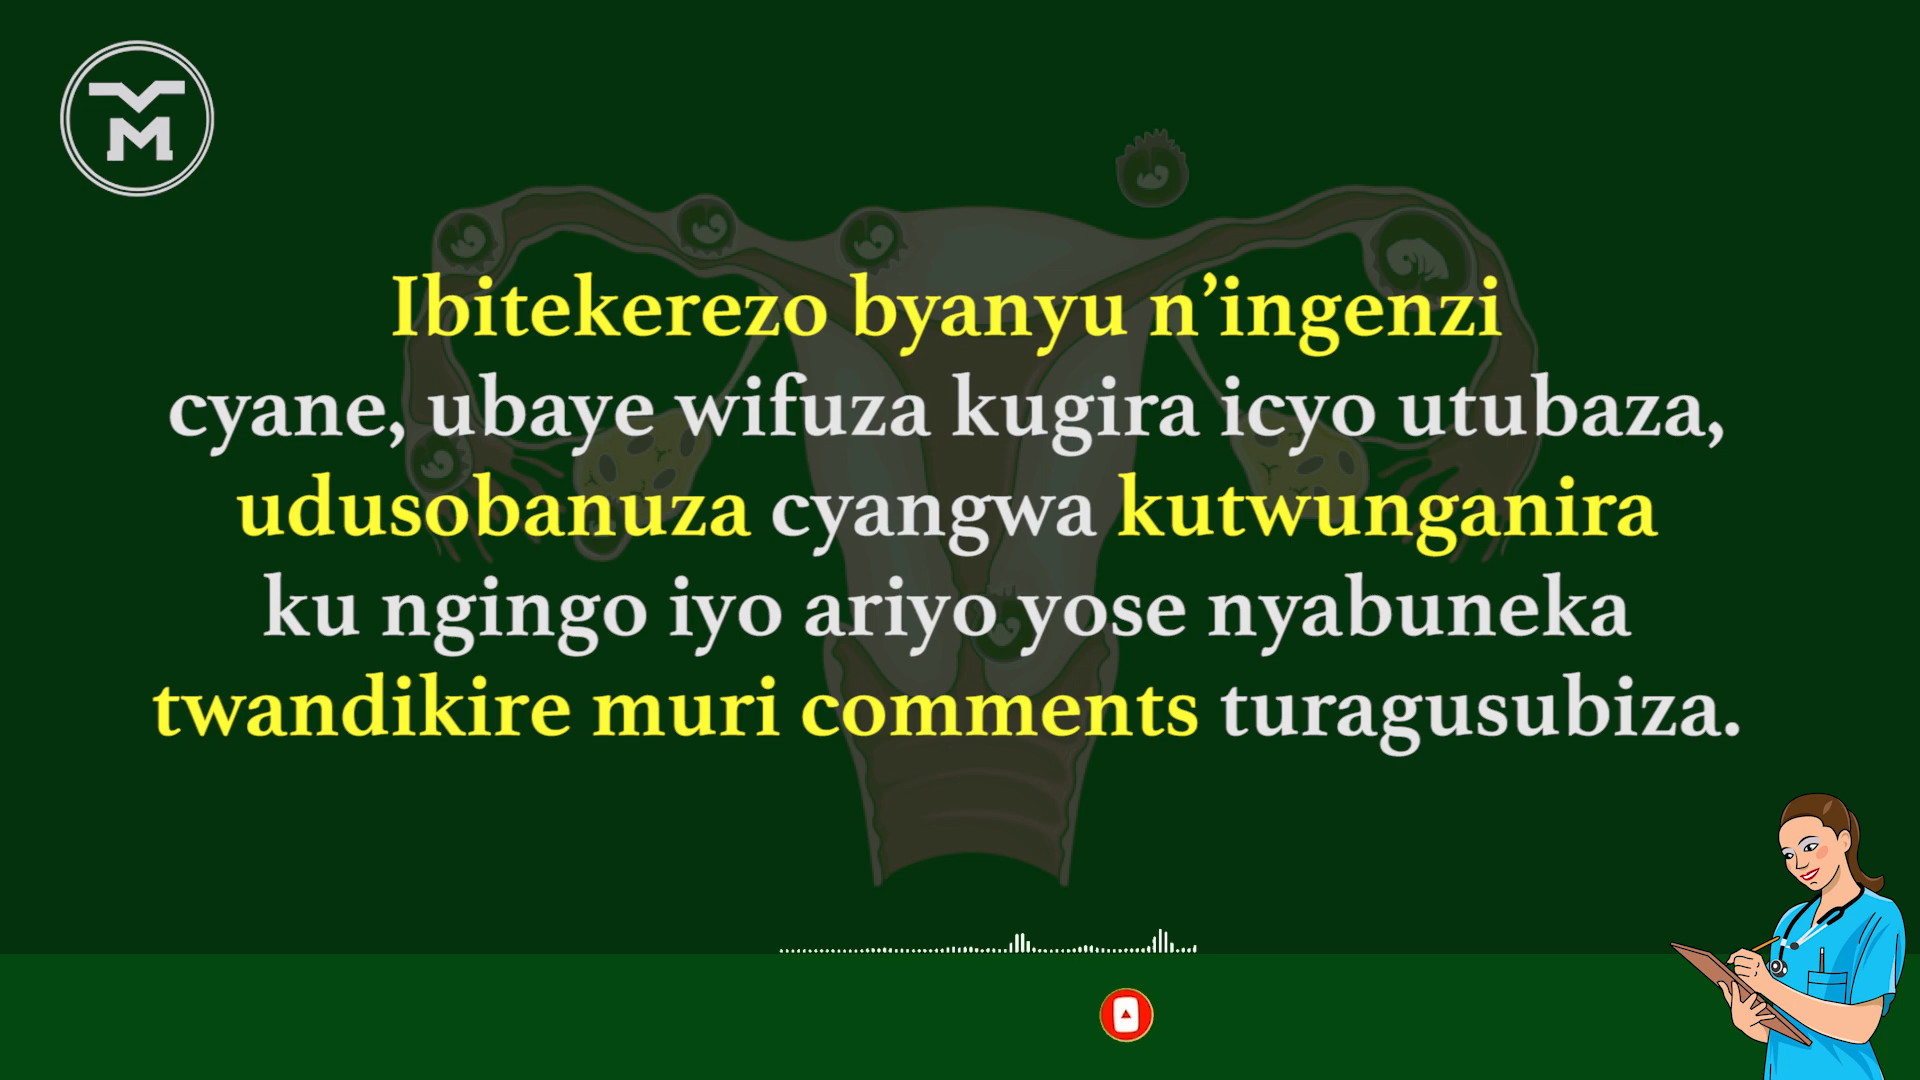 YM
Ibitekerezo byanyu n’ingenzi
cyane, ubaye wifuza kugira icyo utubaza,
udusobanuza cyangwa kutwunganira
ku ngingo iyo ariyo yose nyabuneka
twandikire muri comments turagusubiza.